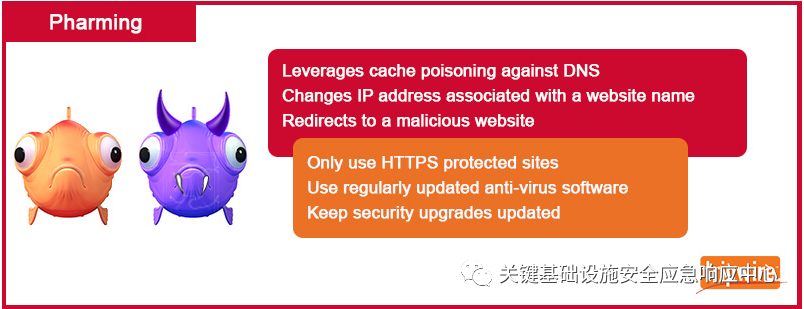 Pharming
Leverages cache poisoning against DNS
Changes IP address associated with a website name
Redirects to a malicious website
Only use HTTPS protected sites
Use regularly updated anti-virus software
Keep security upgrades updated
关键基础设施安全应急响应中心